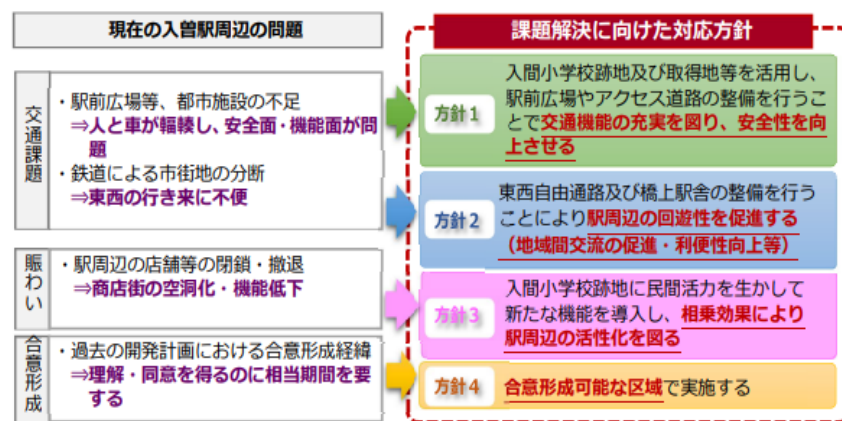 現在の入曽駅周辺の問題
交通課題
・駅前広場等、都市施設の不足
⇒人と車が輻輳し、安全面・機能面が問
題
・鉄道による市街地の分断
⇒東西の行き来に不便
賑わい
・駅周辺の店舗等の閉鎖・撤退
⇒商店街の空洞化・機能低下
合意形成
・過去の開発計画における合意形成経緯
⇒理解・同意を得るのに相当期間を要
する
課題解決に向けた対応方針
方針1
入間小学校跡地及び取得地等を活用し、
駅前広場やアクセス道路の整備を行うこ
とで交通機能の充実を図り、安全性を向
上させる
方針2
東西自由通路及び橋上駅舎の整備を行う
ことにより駅周辺の回遊性を促進する
（地域間交流の促進・利便性向上等）
方針3
入間小学校跡地に民間活力を生かして
新たな機能を導入し、相乗効果により
駅周辺の活性化を図る
方針4
合意形成可能な区域で実施する